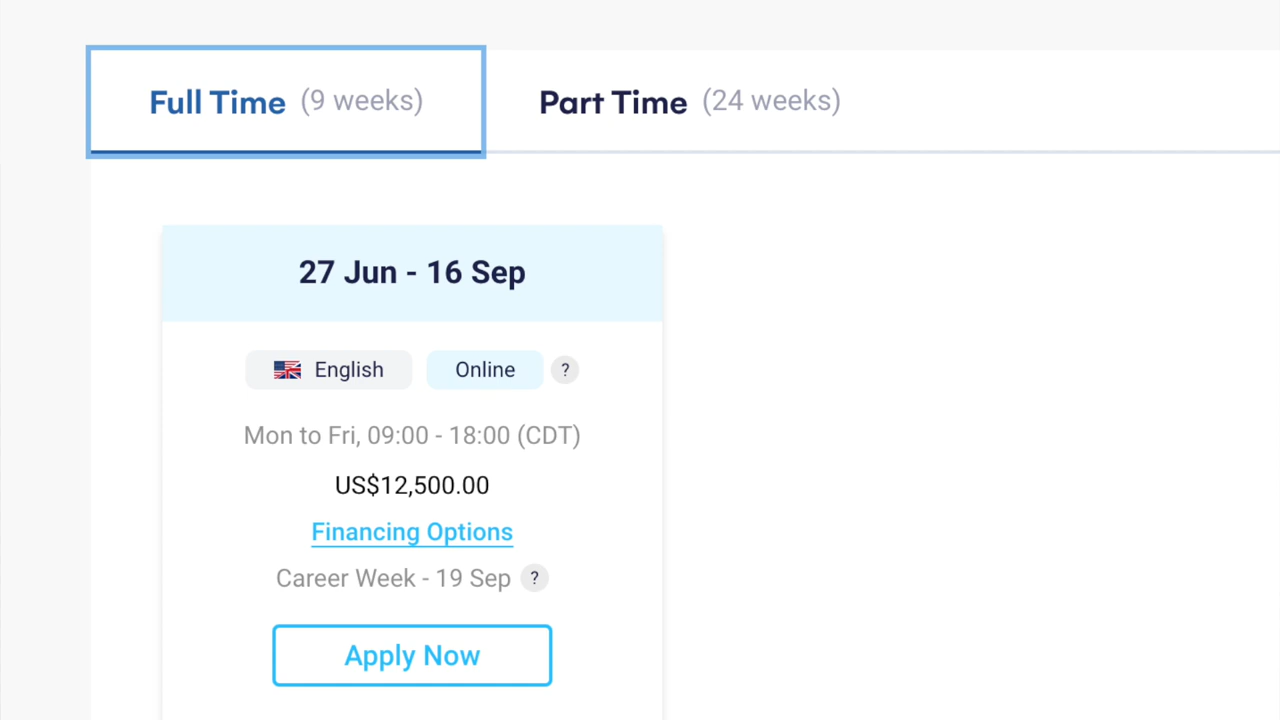 Full Time (9 weeks) Part Time (24 weeks)
27 Jun - 16 Sep
English Online ?
Mon to Fri, 09:00 - 18:00 (CDT)
US$12,500.00
Financing Options
Career Week - 19 Sep ?
Apply Now